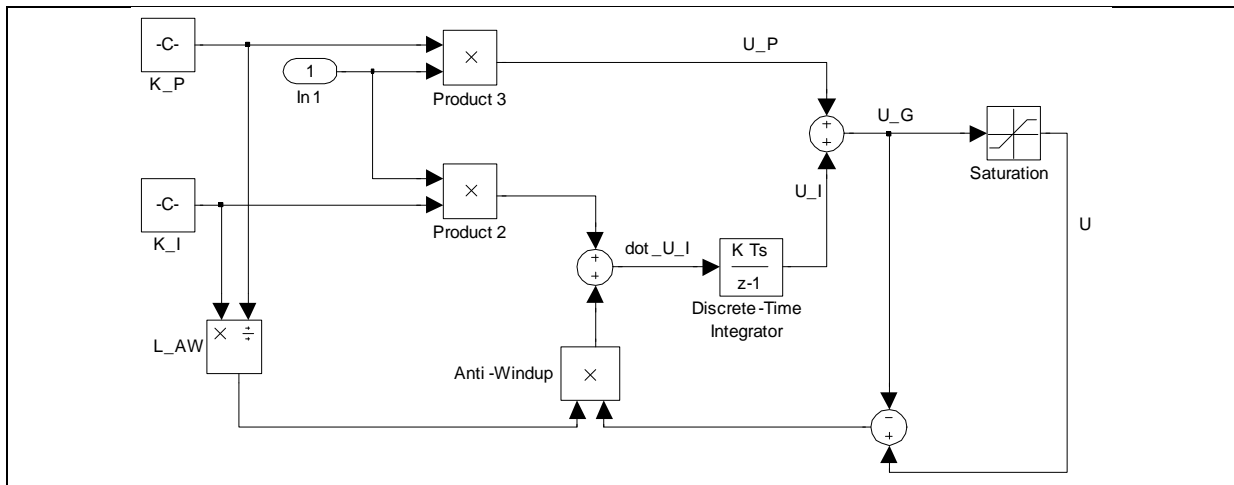 -C-
K_P
1
In1
×
Product 3
U_P
+
+
U_G
Saturation
-C-
K_I
×
Product 2
U_I
U
+
+
dot_U_I
K Ts
z-1
Discrete-Time
Integrator
× ÷
L_AW
Anti-Windup
×
−
+